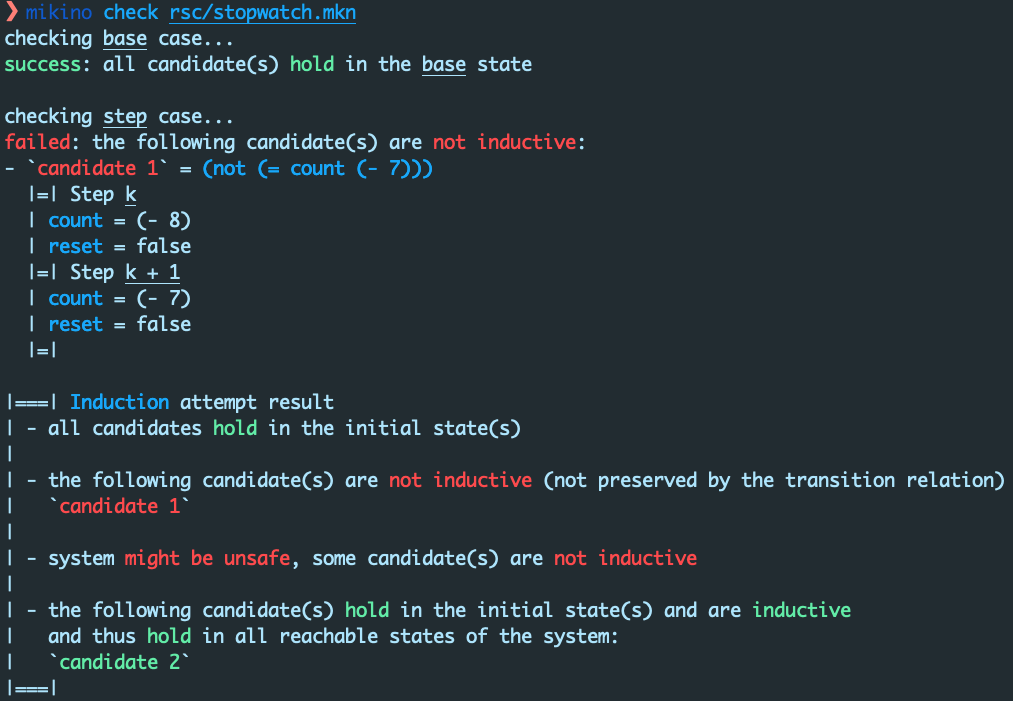 ❯ mikino check rsc/stopwatch.mkn
checking base case...
success: all candidate(s) hold in the base state

checking step case...
failed: the following candidate(s) are not inductive:
- `candidate 1` = (not (= count (- 7)))
  |=| Step k
  | count = (- 8)
  | reset = false
  |=| Step k + 1
  | count = (- 7)
  | reset = false
  |=|

|===| Induction attempt result
| - all candidates hold in the initial state(s)
|
| - the following candidate(s) are not inductive (not preserved by the transition relation)
|   `candidate 1`
|
| - system might be unsafe, some candidate(s) are not inductive
|
| - the following candidate(s) hold in the initial state(s) and are inductive
|   and thus hold in all reachable states of the system:
|   `candidate 2`
|===|